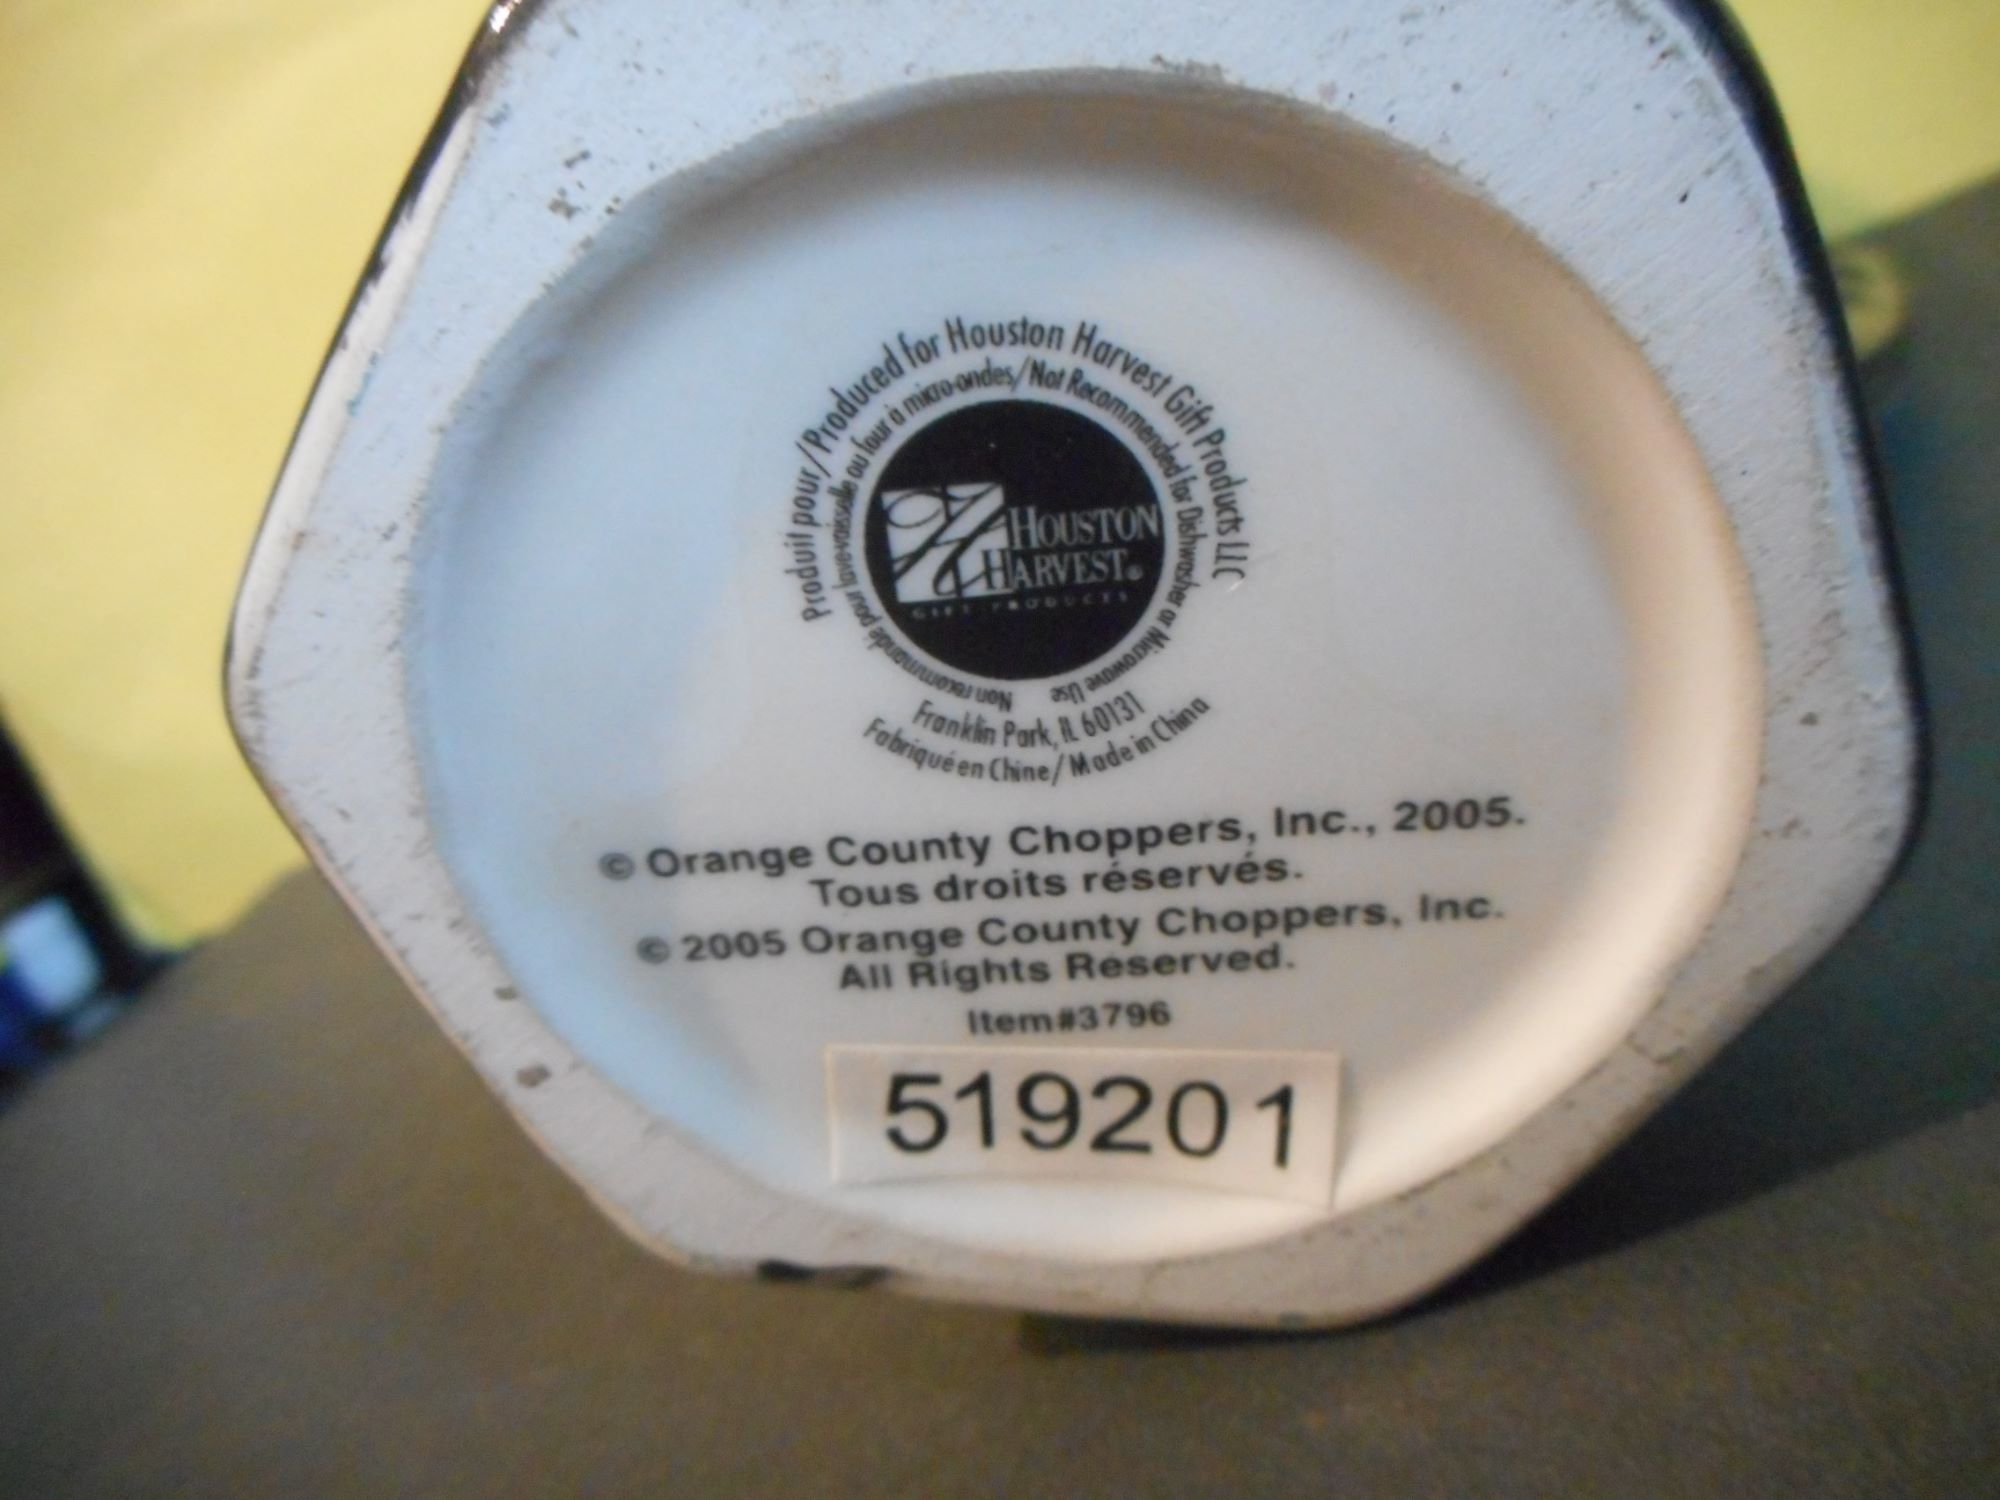 Produit pour/Produced for Houston Harvest Gift Products LLC
Non recommande pour lave-vaisselle ou four à micro-ondes/Not Recommended for Dishwasher or Microwave Use
HOUSTON
HARVEST®
GIFT PRODUCTS
Franklin Park, IL 60131
Fabriqué en Chine/Made in China
© Orange County Choppers, Inc., 2005.
Tous droits réservés.
© 2005 Orange County Choppers, Inc.
All Rights Reserved.
Item#3796
519201